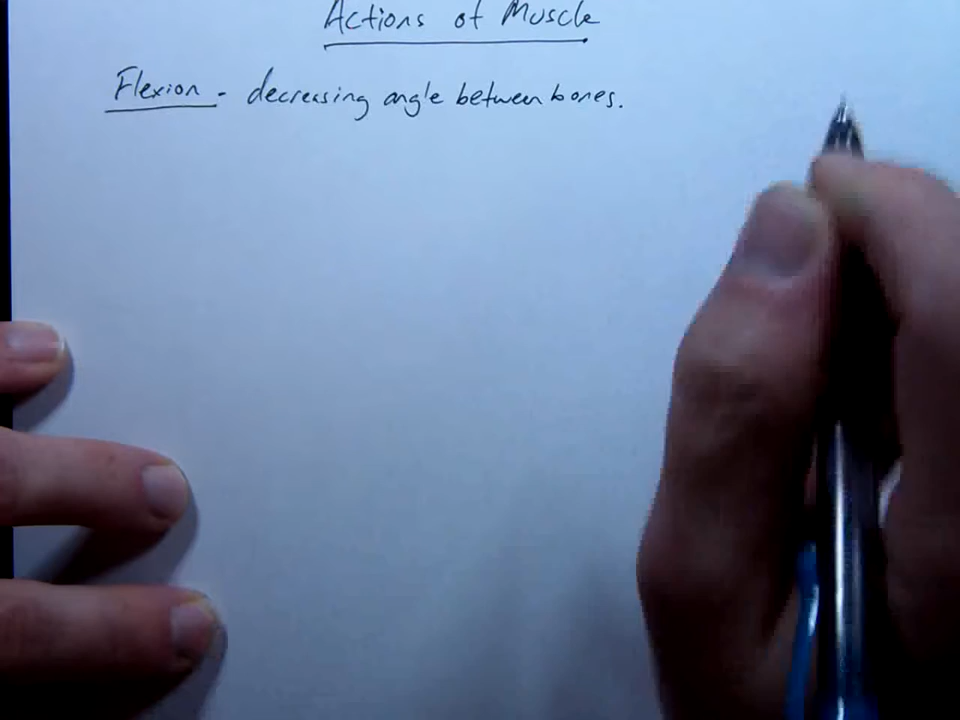 Actions of Muscle
Flexion - decreasing angle between bones.